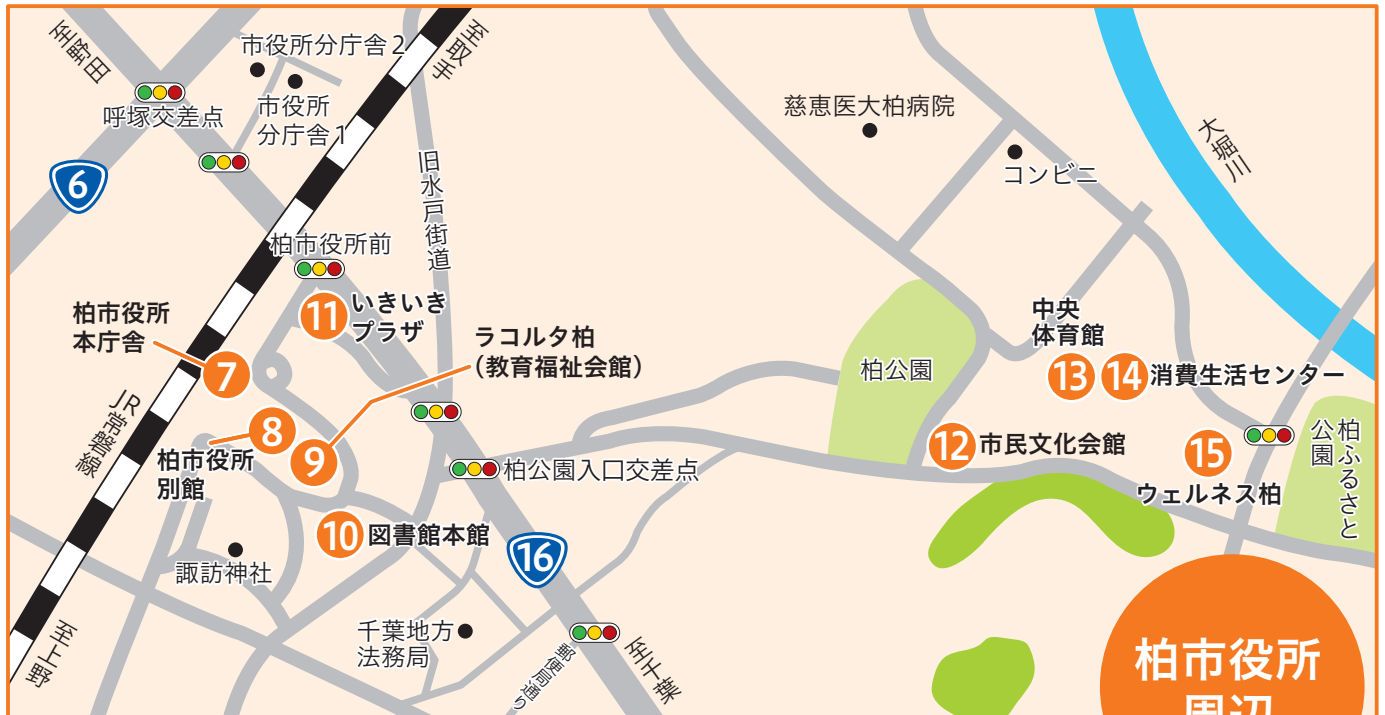 至野田
市役所分庁舎2
至取手
呼塚交差点
市役所
分庁舎1
6
旧水戸街道
慈恵医大柏病院
コンビニ
大堀川
柏市役所前
11
いきいき
プラザ
柏市役所
本庁舎
7
ラコルタ柏
(教育福祉会館)
中央
体育館
13
14
消費生活センター
柏公園
JR常磐線
8
9
柏市役所
別館
柏公園入口交差点
12
市民文化会館
15
ウェルネス柏
柏ふるさと
公園
10
図書館本館
16
諏訪神社
千葉地方
法務局
郵便局通り
至千葉
至上野
柏市役所
周辺